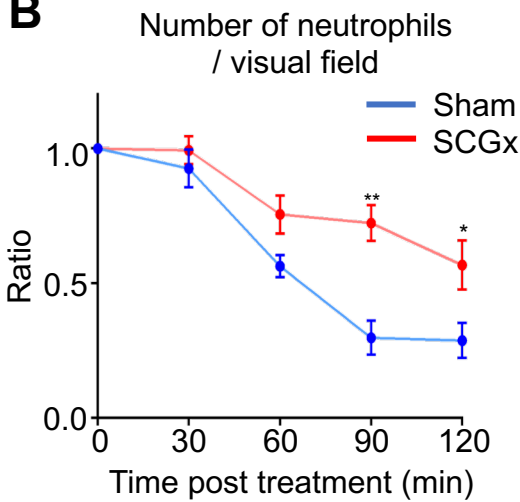 B
Number of neutrophils
/ visual field
Sham
SCGx
1.0
0.5
0.0
Ratio
**
*
0 30 60 90 120
Time post treatment (min)